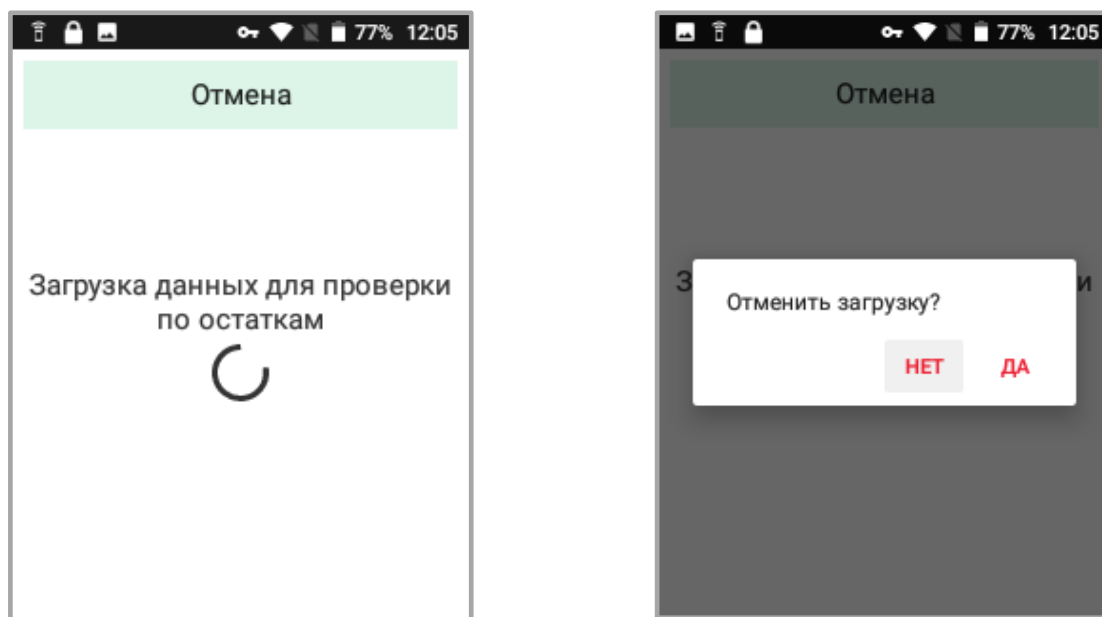 77% 12:05
Отмена
Загрузка данных для проверки
по остаткам
77% 12:05
Отмена
З
и
Отменить загрузку?
НЕТ ДА